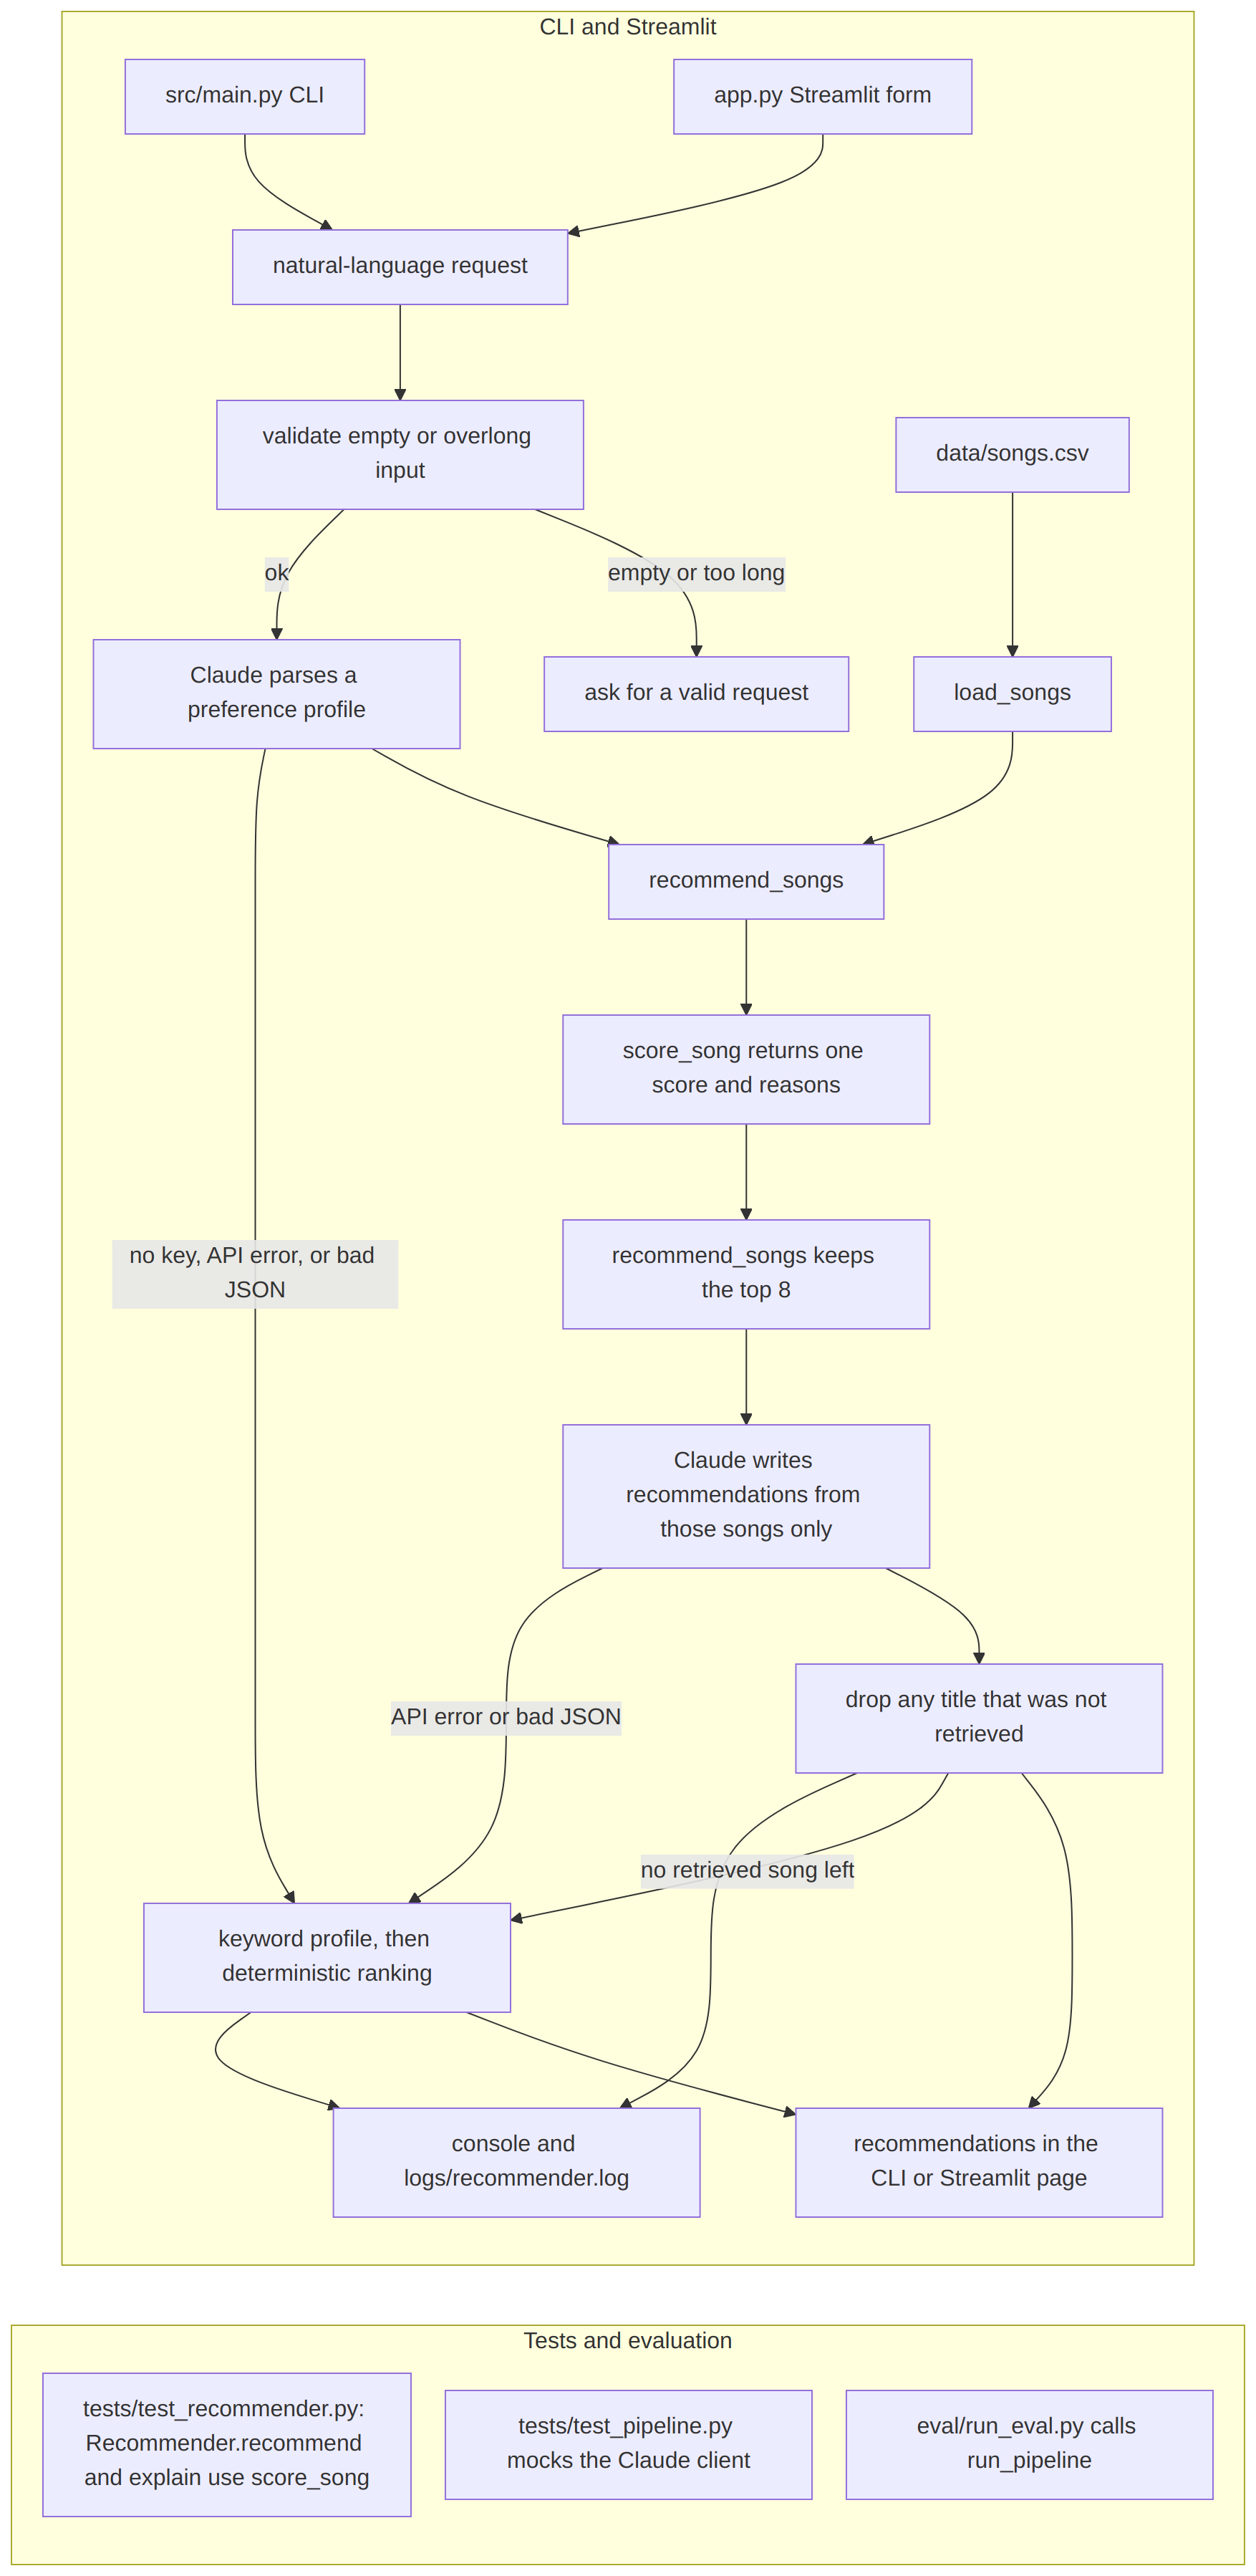 CLI and Streamlit
src/main.py CLI
app.py Streamlit form
natural-language request
validate empty or overlong
input
data/songs.csv
ok
empty or too long
Claude parses a
preference profile
ask for a valid request
load_songs
recommend_songs
score_song returns one
score and reasons
no key, API error, or bad
JSON
recommend_songs keeps
the top 8
Claude writes
recommendations from
those songs only
API error or bad JSON
drop any title that was not
retrieved
no retrieved song left
keyword profile, then
deterministic ranking
console and
logs/recommender.log
recommendations in the
CLI or Streamlit page
Tests and evaluation
tests/test_recommender.py:
Recommender.recommend
and explain use score_song
tests/test_pipeline.py
mocks the Claude client
eval/run_eval.py calls
run_pipeline